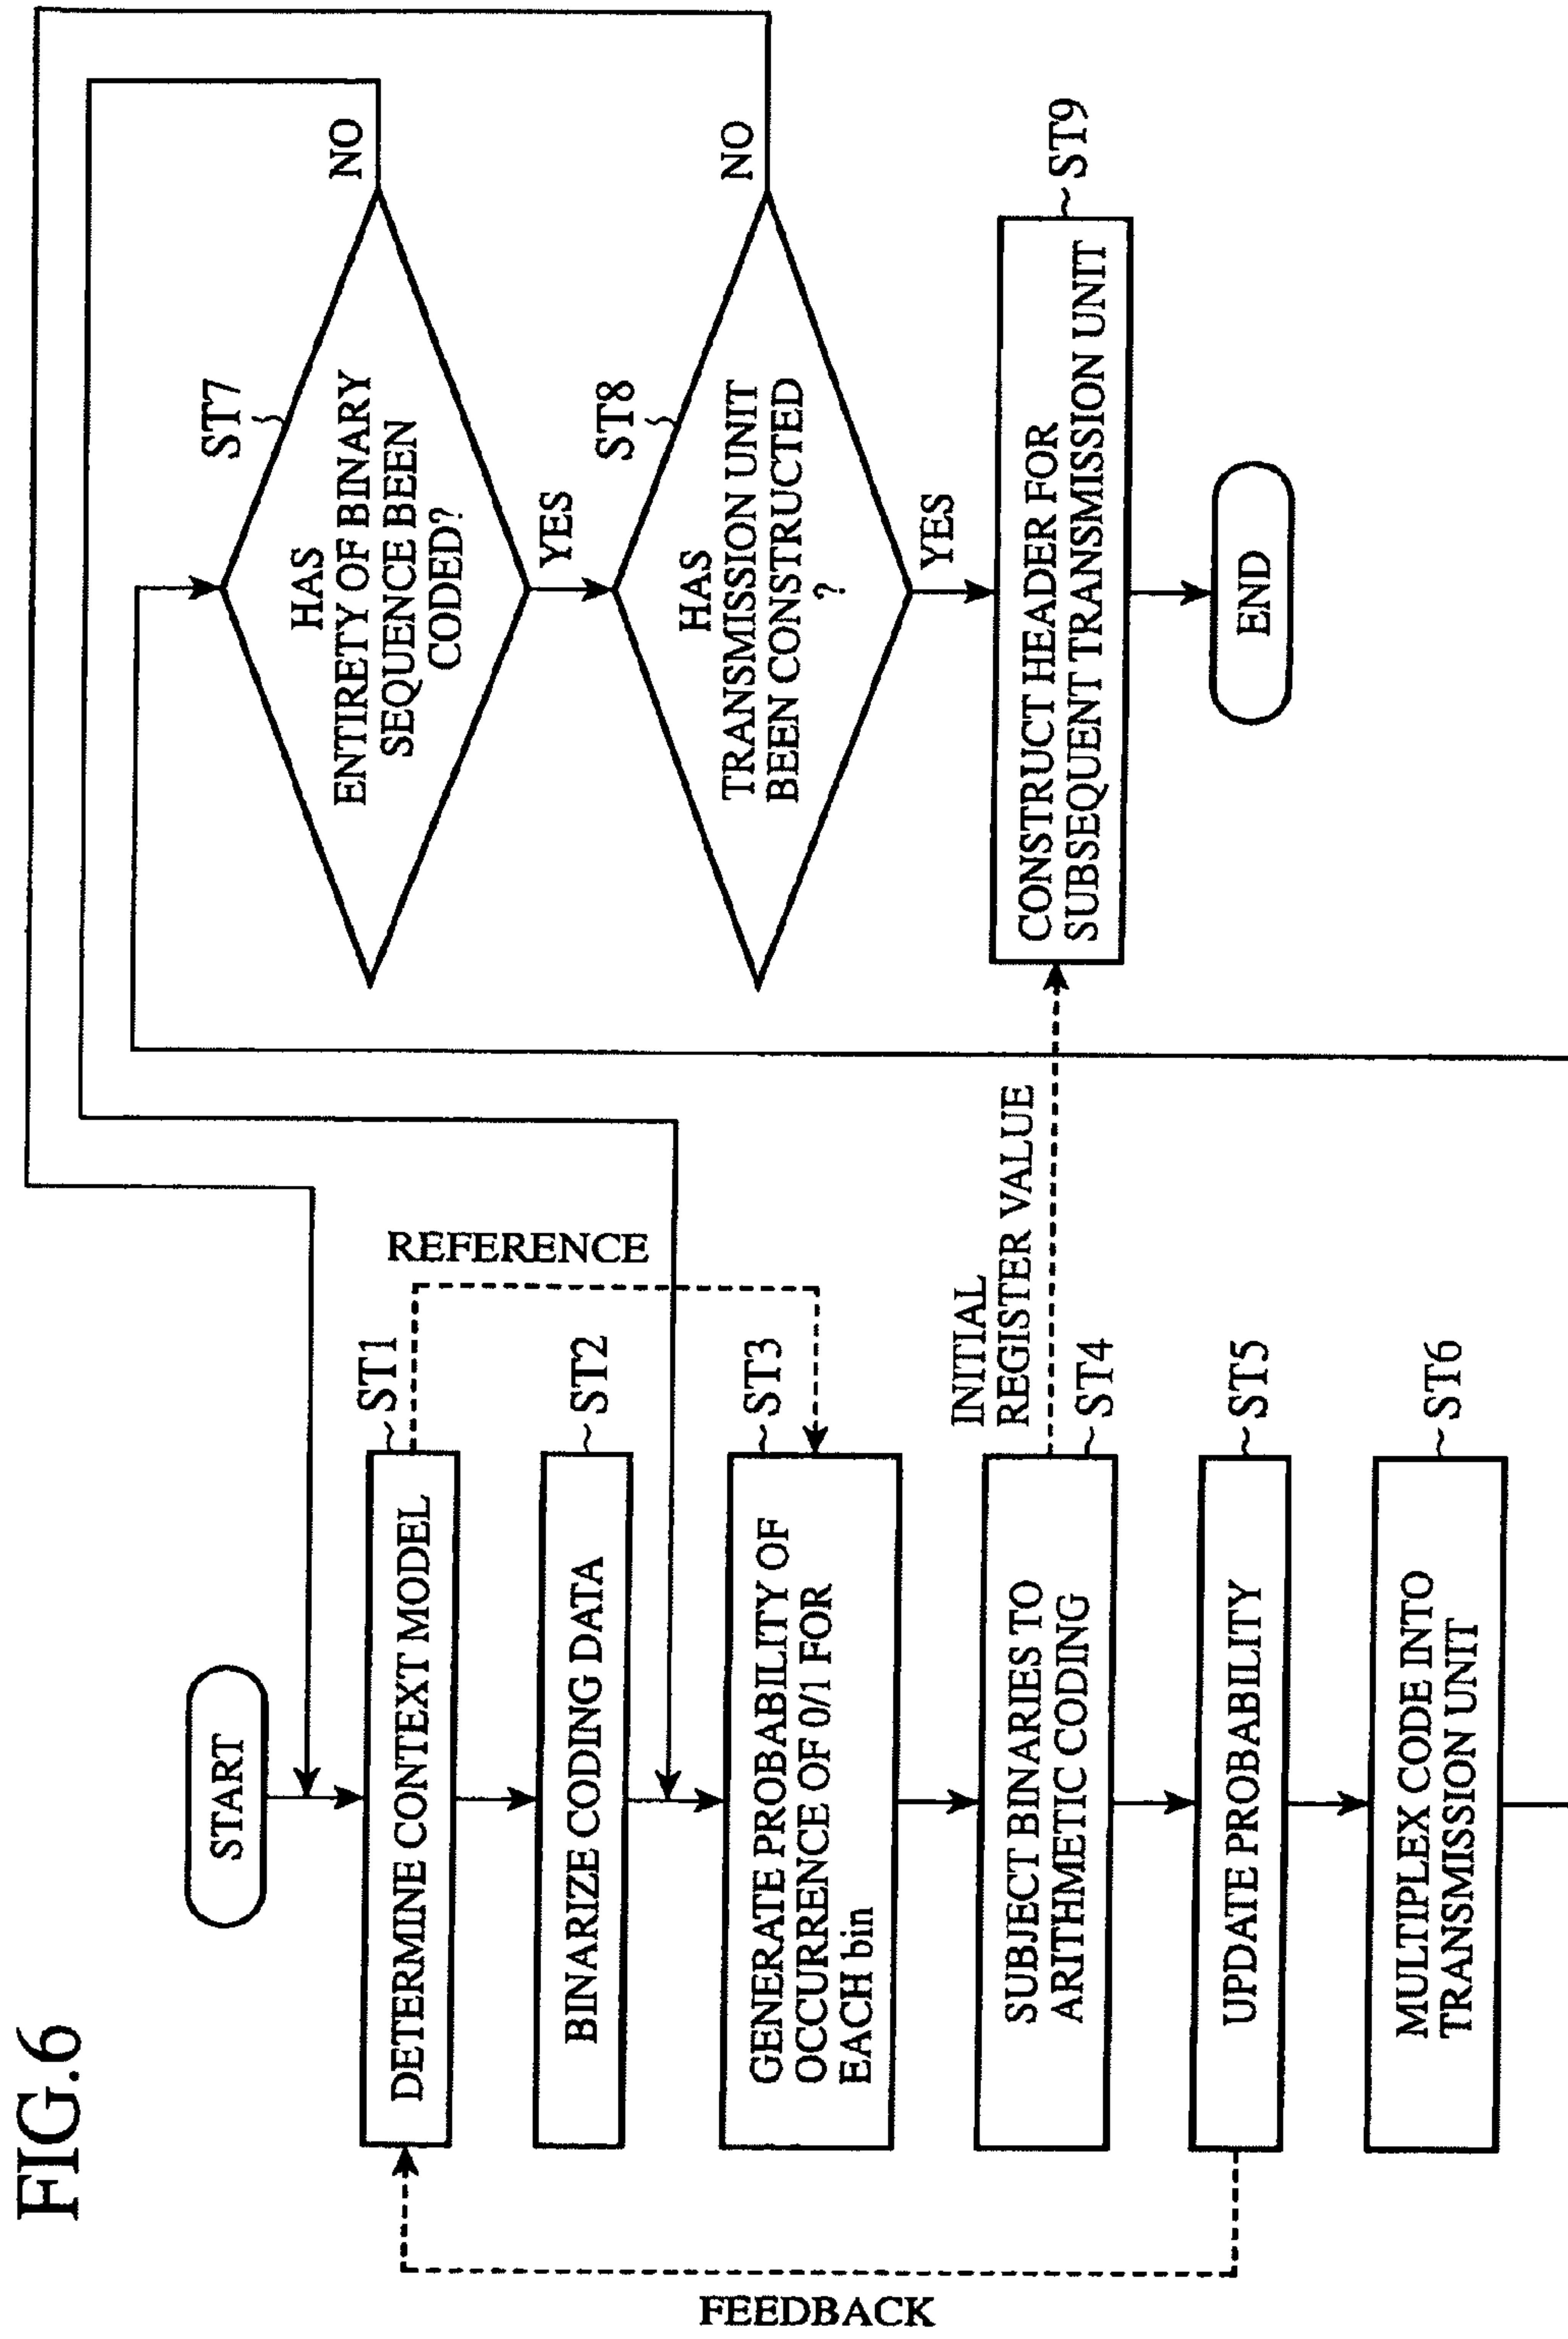 FIG.6
START
DETERMINE CONTEXT MODEL
ST1
REFERENCE
BINARIZE CODING DATA
ST2
GENERATE PROBABILITY OF
OCCURRENCE OF 0/1 FOR
EACH bin
ST3
SUBJECT BINARIES TO
ARITHMETIC CODING
ST4
INITIAL
REGISTER VALUE
UPDATE PROBABILITY
ST5
FEEDBACK
MULTIPLEX CODE INTO
TRANSMISSION UNIT
ST6
HAS
ENTIRETY OF BINARY
SEQUENCE BEEN
CODED?
ST7
NO
YES
HAS
TRANSMISSION UNIT
BEEN CONSTRUCTED
?
ST8
NO
YES
CONSTRUCT HEADER FOR
SUBSEQUENT TRANSMISSION UNIT
ST9
END